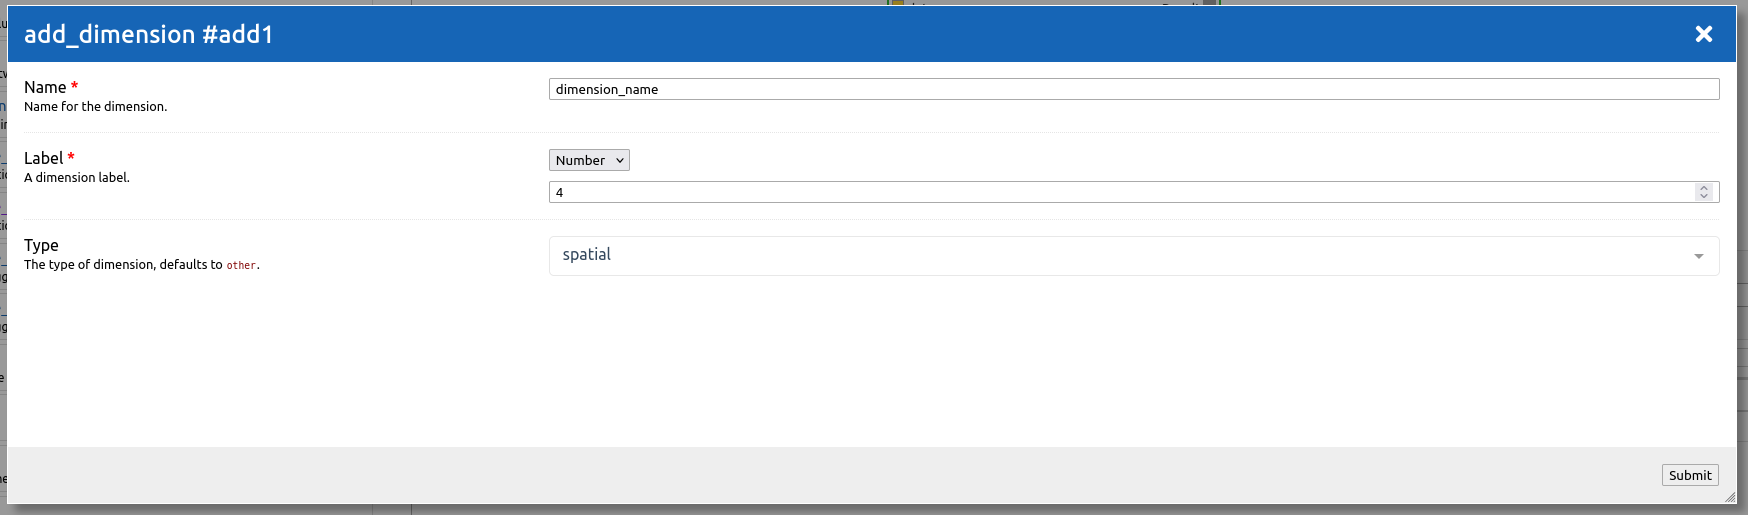 add_dimension #add1
Name *
Name for the dimension.
dimension_name
Label *
A dimension label.
Number
4
Type
The type of dimension, defaults to other.
spatial
Submit